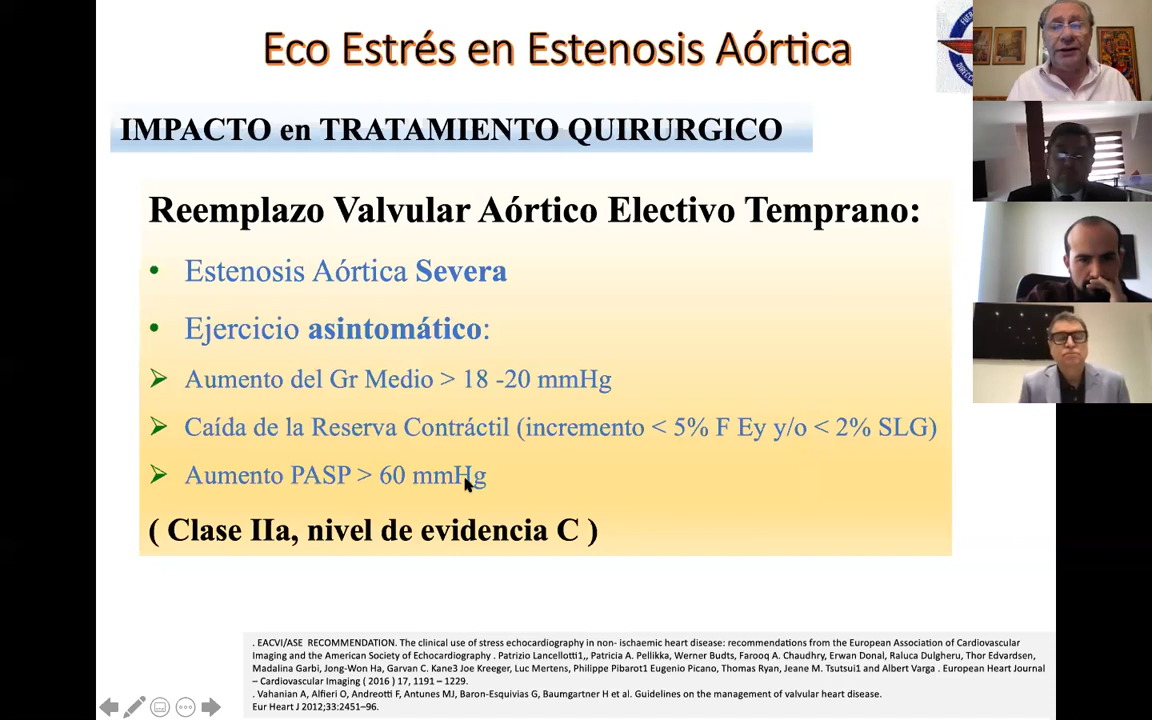 Eco Estrés en Estenosis Aórtica
IMPACTO en TRATAMIENTO QUIRURGICO
Reemplazo Valvular Aórtico Electivo Temprano:
• Estenosis Aórtica Severa
• Ejercicio asintomático:
➢ Aumento del Gr Medio > 18 -20 mmHg
➢ Caída de la Reserva Contráctil (incremento < 5% F Ey y/o < 2% SLG)
➢ Aumento PASP > 60 mmHg
( Clase IIa, nivel de evidencia C )
. EACVI/ASE RECOMMENDATION. The clinical use of stress echocardiography in non- ischaemic heart disease: recommendations from the European Association of Cardiovascular
Imaging and the American Society of Echocardiography . Patrizio Lancellotti1,, Patricia A. Pellikka, Werner Budts, Farooq A. Chaudhry, Erwan Donal, Raluca Dulgheru, Thor Edvardsen,
Madalina Garbi, Jong-Won Ha, Garvan C. Kane3 Joe Kreeger, Luc Mertens, Philippe Pibarot1 Eugenio Picano, Thomas Ryan, Jeane M. Tsutsui1 and Albert Varga . European Heart Journal
– Cardiovascular Imaging ( 2016 ) 17, 1191 – 1229.
. Vahanian A, Alfieri O, Andreotti F, Antunes MJ, Baron-Esquivias G, Baumgartner H et al. Guidelines on the management of valvular heart disease.
Eur Heart J 2012;33:2451–96.